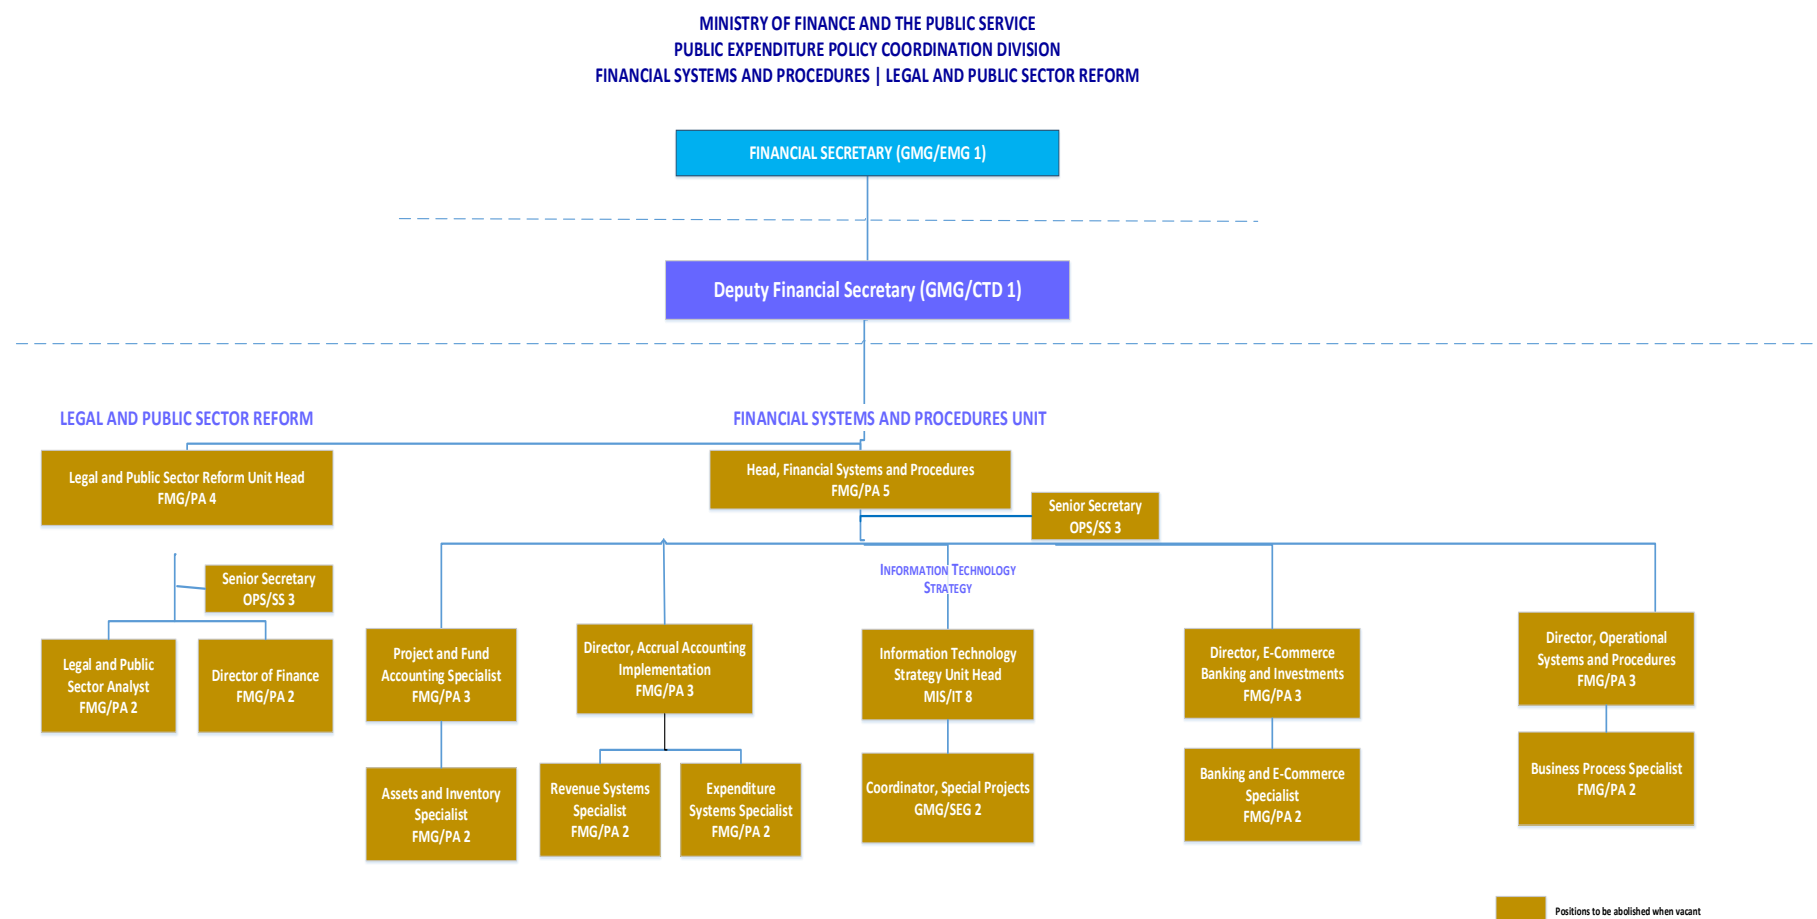 MINISTRY OF FINANCE AND THE PUBLIC SERVICE
PUBLIC EXPENDITURE POLICY COORDINATION DIVISION
FINANCIAL SYSTEMS AND PROCEDURES | LEGAL AND PUBLIC SECTOR REFORM
FINANCIAL SECRETARY (GMG/EMG 1)
Deputy Financial Secretary (GMG/CTD 1)
LEGAL AND PUBLIC SECTOR REFORM
FINANCIAL SYSTEMS AND PROCEDURES UNIT
Legal and Public Sector Reform Unit Head
FMG/PA 4
Head, Financial Systems and Procedures
FMG/PA 5
Senior Secretary
OPS/SS 3
INFORMATION TECHNOLOGY
STRATEGY
Senior Secretary
OPS/SS 3
Legal and Public
Sector Analyst
FMG/PA 2
Director of Finance
FMG/PA 2
Project and Fund
Accounting Specialist
FMG/PA 3
Director, Accrual Accounting
Implementation
FMG/PA 3
Information Technology
Strategy Unit Head
MIS/IT 8
Director, E-Commerce
Banking and Investments
FMG/PA 3
Director, Operational
Systems and Procedures
FMG/PA 3
Assets and Inventory
Specialist
FMG/PA 2
Revenue Systems
Specialist
FMG/PA 2
Expenditure
Systems Specialist
FMG/PA 2
Coordinator, Special Projects
GMG/SEG 2
Banking and E-Commerce
Specialist
FMG/PA 2
Business Process Specialist
FMG/PA 2
Positions to be abolished when vacant